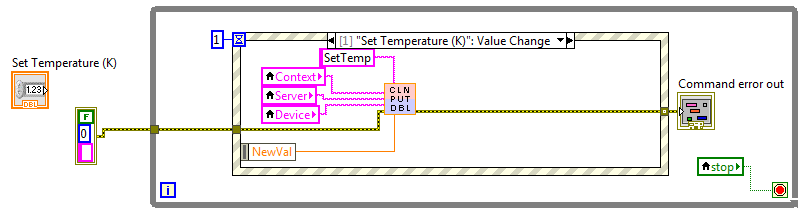 1
[1] "Set Temperature (K)": Value Change
SetTemp
Set Temperature (K)
1.23
DBL
Context
Server
Device
CLN
PUT
DBL
Command error out
F
0
NewVal
stop
i